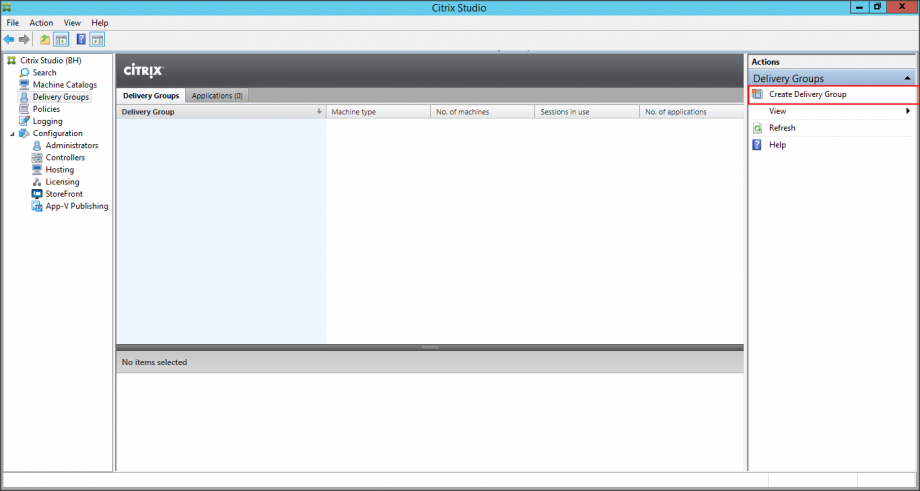 Citrix Studio
File Action View Help
Citrix Studio (BH)
Search
Machine Catalogs
Delivery Groups
Policies
Logging
Configuration
Administrators
Controllers
Hosting
Licensing
StoreFront
App-V Publishing
CITRIX
Delivery Groups Applications (0)
Delivery Group Machine type No. of machines Sessions in use No. of applications
No items selected
Actions
Delivery Groups
Create Delivery Group
View
Refresh
Help